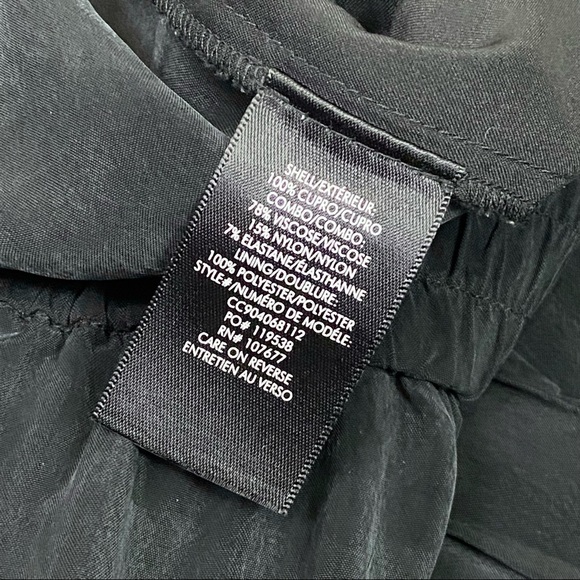 SHELL/EXTÉRIEUR:
100% CUPRO/CUPRO
COMBO/COMBO:
78% VISCOSE/VISCOSE
15% NYLON/NYLON
7% ELASTANE/ÉLASTHANNE
LINING/DOUBLURE:
100% POLYESTER/POLYESTER
STYLE#/NUMÉRO DE MODÈLE:
CC904068112
PO# 119538
RN# 107677
CARE ON REVERSE
ENTRETIEN AU VERSO